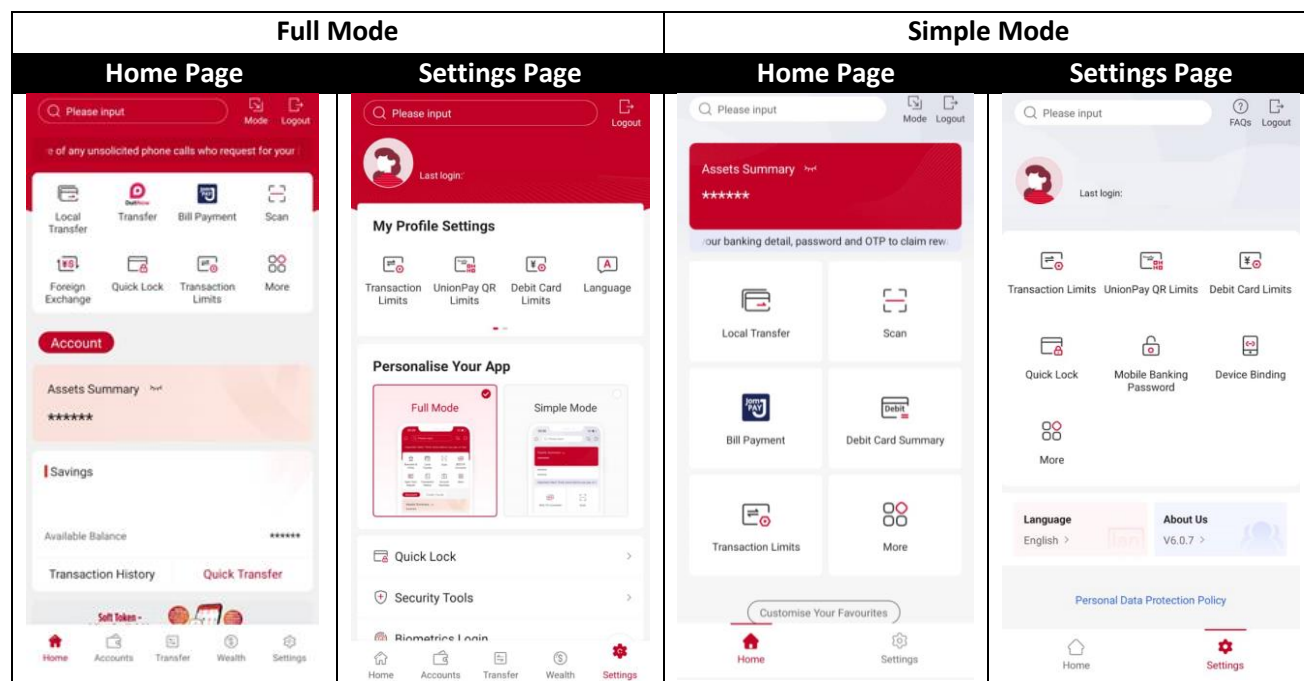 Full Mode
Simple Mode
Home Page
Settings Page
Home Page
Settings Page
Please input
Mode
Logout
e of any unsolicited phone calls who request for your
Local
Transfer
DuitNow
Transfer
JomPAY
Bill Payment
Scan
Foreign
Exchange
Quick Lock
Transaction
Limits
More
Account
Assets Summary
******
Savings
Available Balance
******
Transaction History
Quick Transfer
Soft Token -
Home
Accounts
Transfer
Wealth
Settings
Please input
Logout
Last login:
My Profile Settings
Transaction
Limits
UnionPay QR
Limits
Debit Card
Limits
A
Language
Personalise Your App
Full Mode
Simple Mode
Quick Lock
Security Tools
Biometrics Login
Home
Accounts
Transfer
Wealth
Settings
Please input
Mode
Logout
Assets Summary
******
your banking detail, password and OTP to claim rew
Local Transfer
Scan
Jom
PAY
Bill Payment
Debit
Debit Card Summary
Transaction Limits
More
Customise Your Favourites
Home
Settings
Please input
FAQs
Logout
Last login:
Transaction Limits
UnionPay QR Limits
Debit Card Limits
Quick Lock
Mobile Banking
Password
Device Binding
More
Language
English >
About Us
V6.0.7 >
Personal Data Protection Policy
Home
Settings